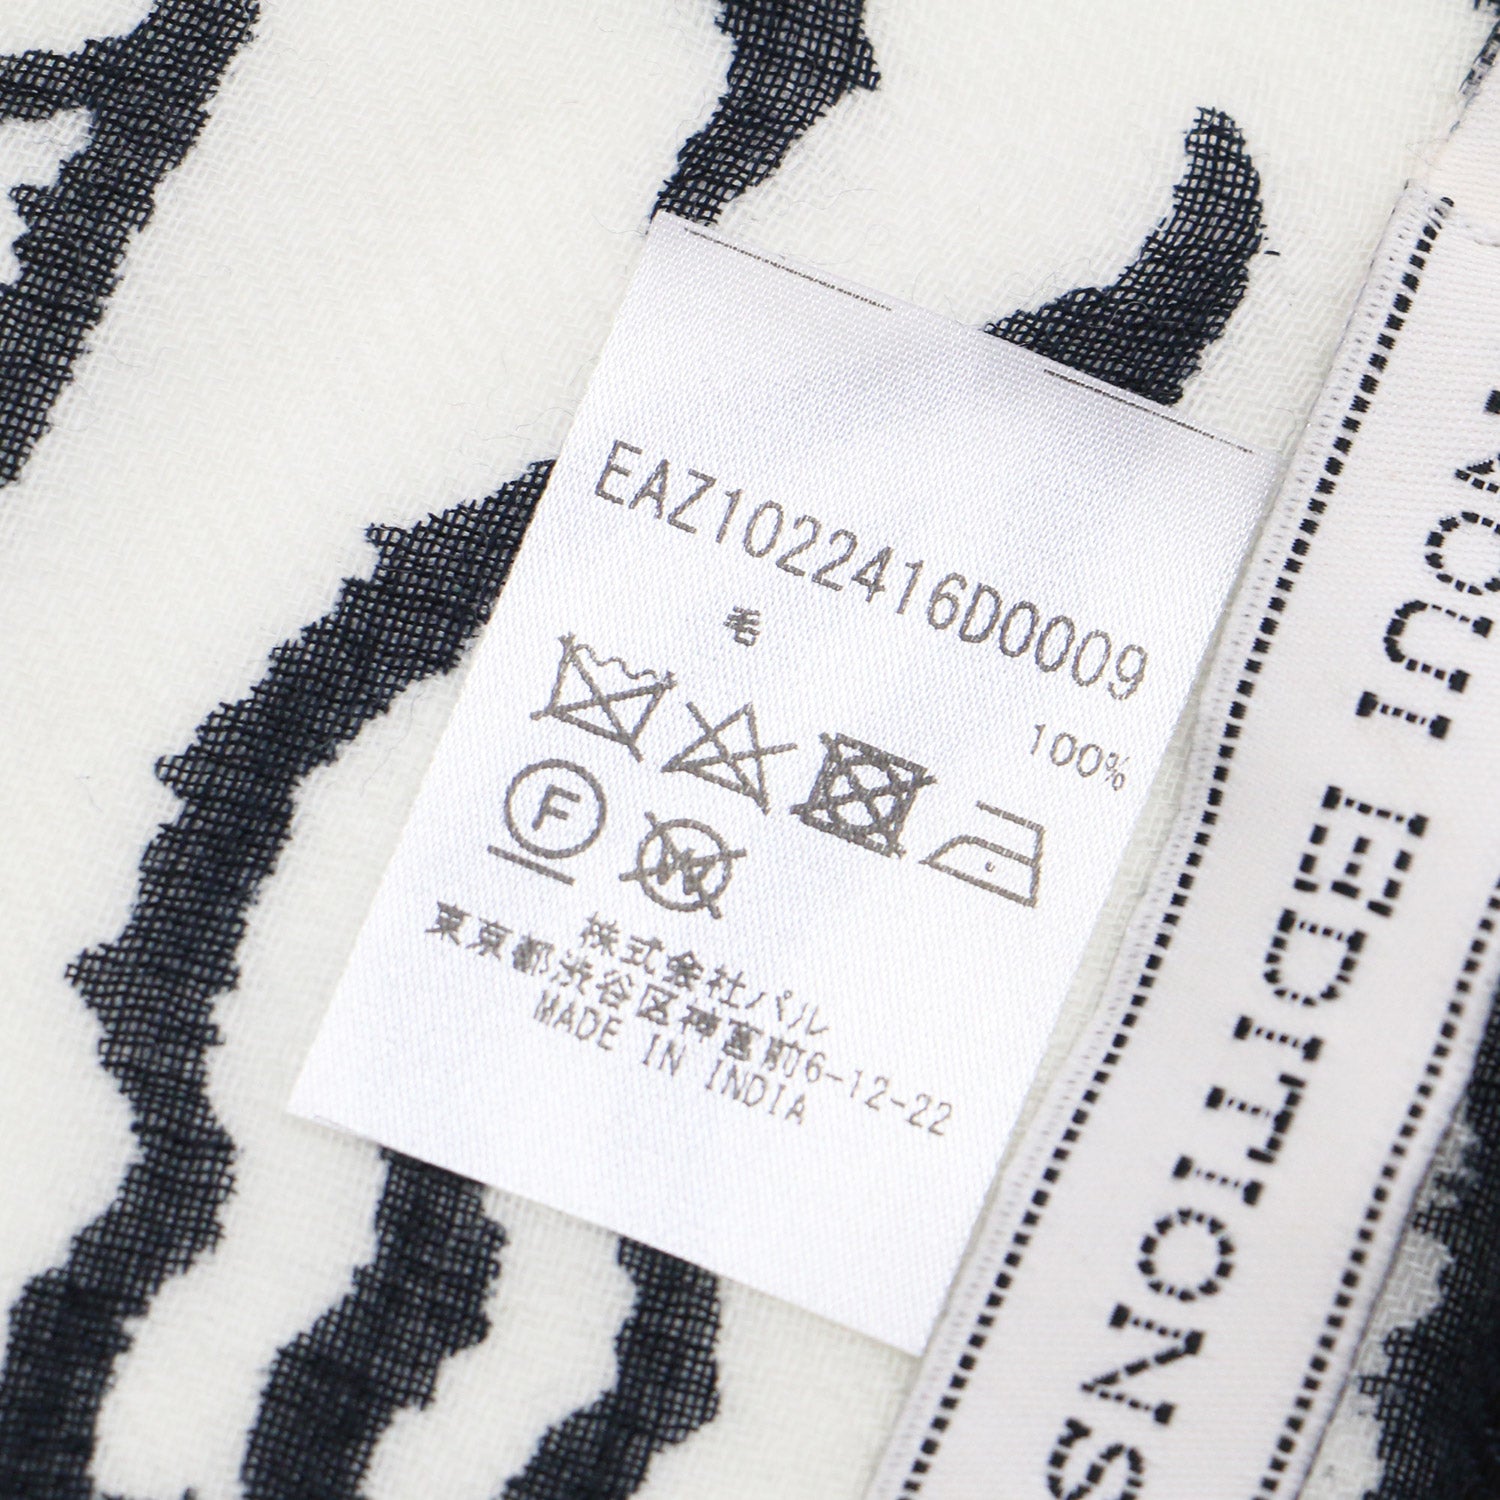 EAZ1022416D0009
毛 100%
F
W
株式会社パル
東京都渋谷区神宮前6-12-22
MADE IN INDIA
MOUTI EDITIONS